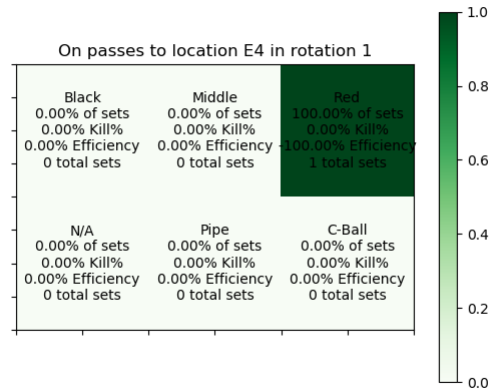 On passes to location E4 in rotation 1
Black
0.00% of sets
0.00% Kill%
0.00% Efficiency
0 total sets
Middle
0.00% of sets
0.00% Kill%
0.00% Efficiency
0 total sets
Red
100.00% of sets
0.00% Kill%
-100.00% Efficiency
1 total sets
N/A
0.00% of sets
0.00% Kill%
0.00% Efficiency
0 total sets
Pipe
0.00% of sets
0.00% Kill%
0.00% Efficiency
0 total sets
C-Ball
0.00% of sets
0.00% Kill%
0.00% Efficiency
0 total sets
1.0
0.8
0.6
0.4
0.2
0.0